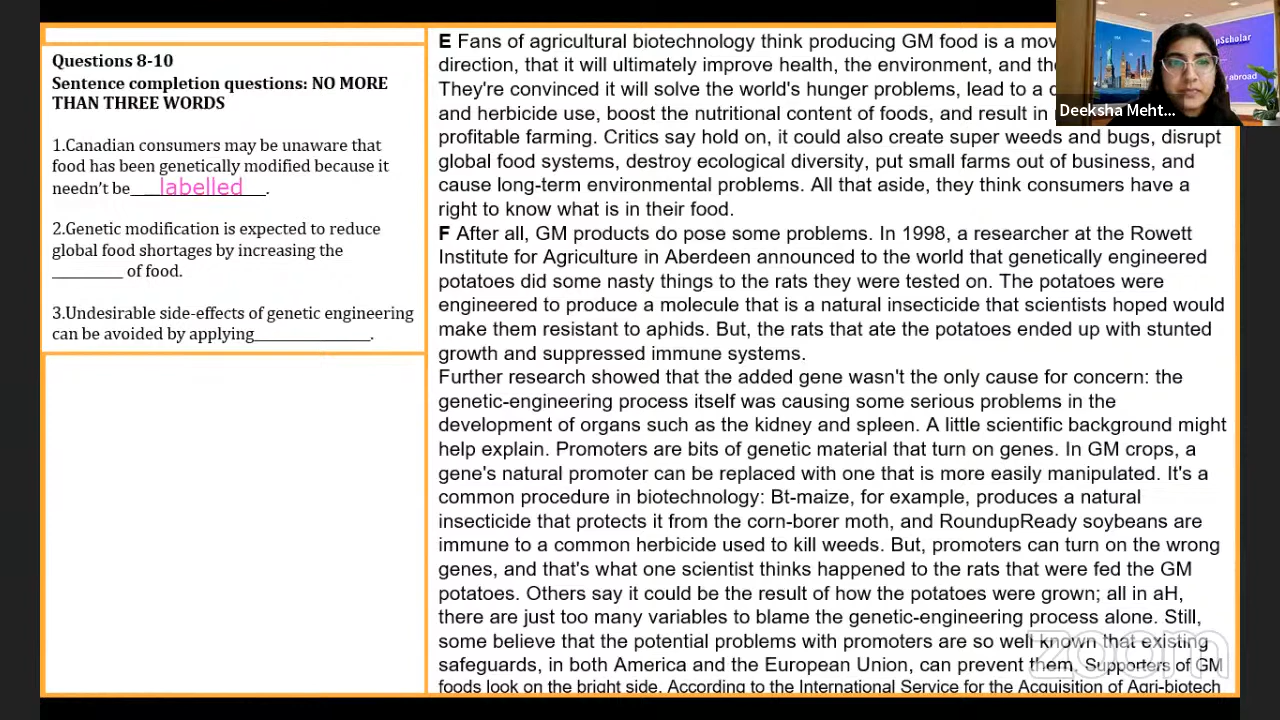 Questions 8-10
Sentence completion questions: NO MORE
THAN THREE WORDS
1.Canadian consumers may be unaware that
food has been genetically modified because it
needn't be labelled.
2.Genetic modification is expected to reduce
global food shortages by increasing the
__________ of food.
3.Undesirable side-effects of genetic engineering
can be avoided by applying_________________.
E Fans of agricultural biotechnology think producing GM food is a mov
direction, that it will ultimately improve health, the environment, and the
They're convinced it will solve the world's hunger problems, lead to a
and herbicide use, boost the nutritional content of foods, and result in
profitable farming. Critics say hold on, it could also create super weeds and bugs, disrupt
global food systems, destroy ecological diversity, put small farms out of business, and
cause long-term environmental problems. All that aside, they think consumers have a
right to know what is in their food.
F After all, GM products do pose some problems. In 1998, a researcher at the Rowett
Institute for Agriculture in Aberdeen announced to the world that genetically engineered
potatoes did some nasty things to the rats they were tested on. The potatoes were
engineered to produce a molecule that is a natural insecticide that scientists hoped would
make them resistant to aphids. But, the rats that ate the potatoes ended up with stunted
growth and suppressed immune systems.
Further research showed that the added gene wasn't the only cause for concern: the
genetic-engineering process itself was causing some serious problems in the
development of organs such as the kidney and spleen. A little scientific background might
help explain. Promoters are bits of genetic material that turn on genes. In GM crops, a
gene's natural promoter can be replaced with one that is more easily manipulated. It's a
common procedure in biotechnology: Bt-maize, for example, produces a natural
insecticide that protects it from the corn-borer moth, and RoundupReady soybeans are
immune to a common herbicide used to kill weeds. But, promoters can turn on the wrong
genes, and that's what one scientist thinks happened to the rats that were fed the GM
potatoes. Others say it could be the result of how the potatoes were grown; all in aH,
there are just too many variables to blame the genetic-engineering process alone. Still,
some believe that the potential problems with promoters are so well known that existing
safeguards, in both America and the European Union, can prevent them. Supporters of GM
foods look on the bright side. According to the International Service for the Acquisition of Agri-biotech
pScholar
abroad
Deeksha Meht...
zoom